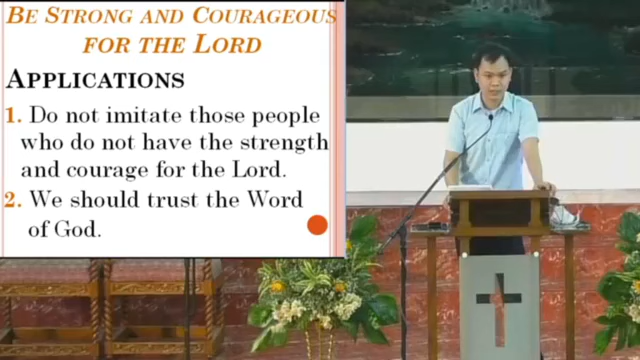 Be Strong and Courageous
for the Lord
Applications
1. Do not imitate those people
who do not have the strength
and courage for the Lord.
2. We should trust the Word
of God.